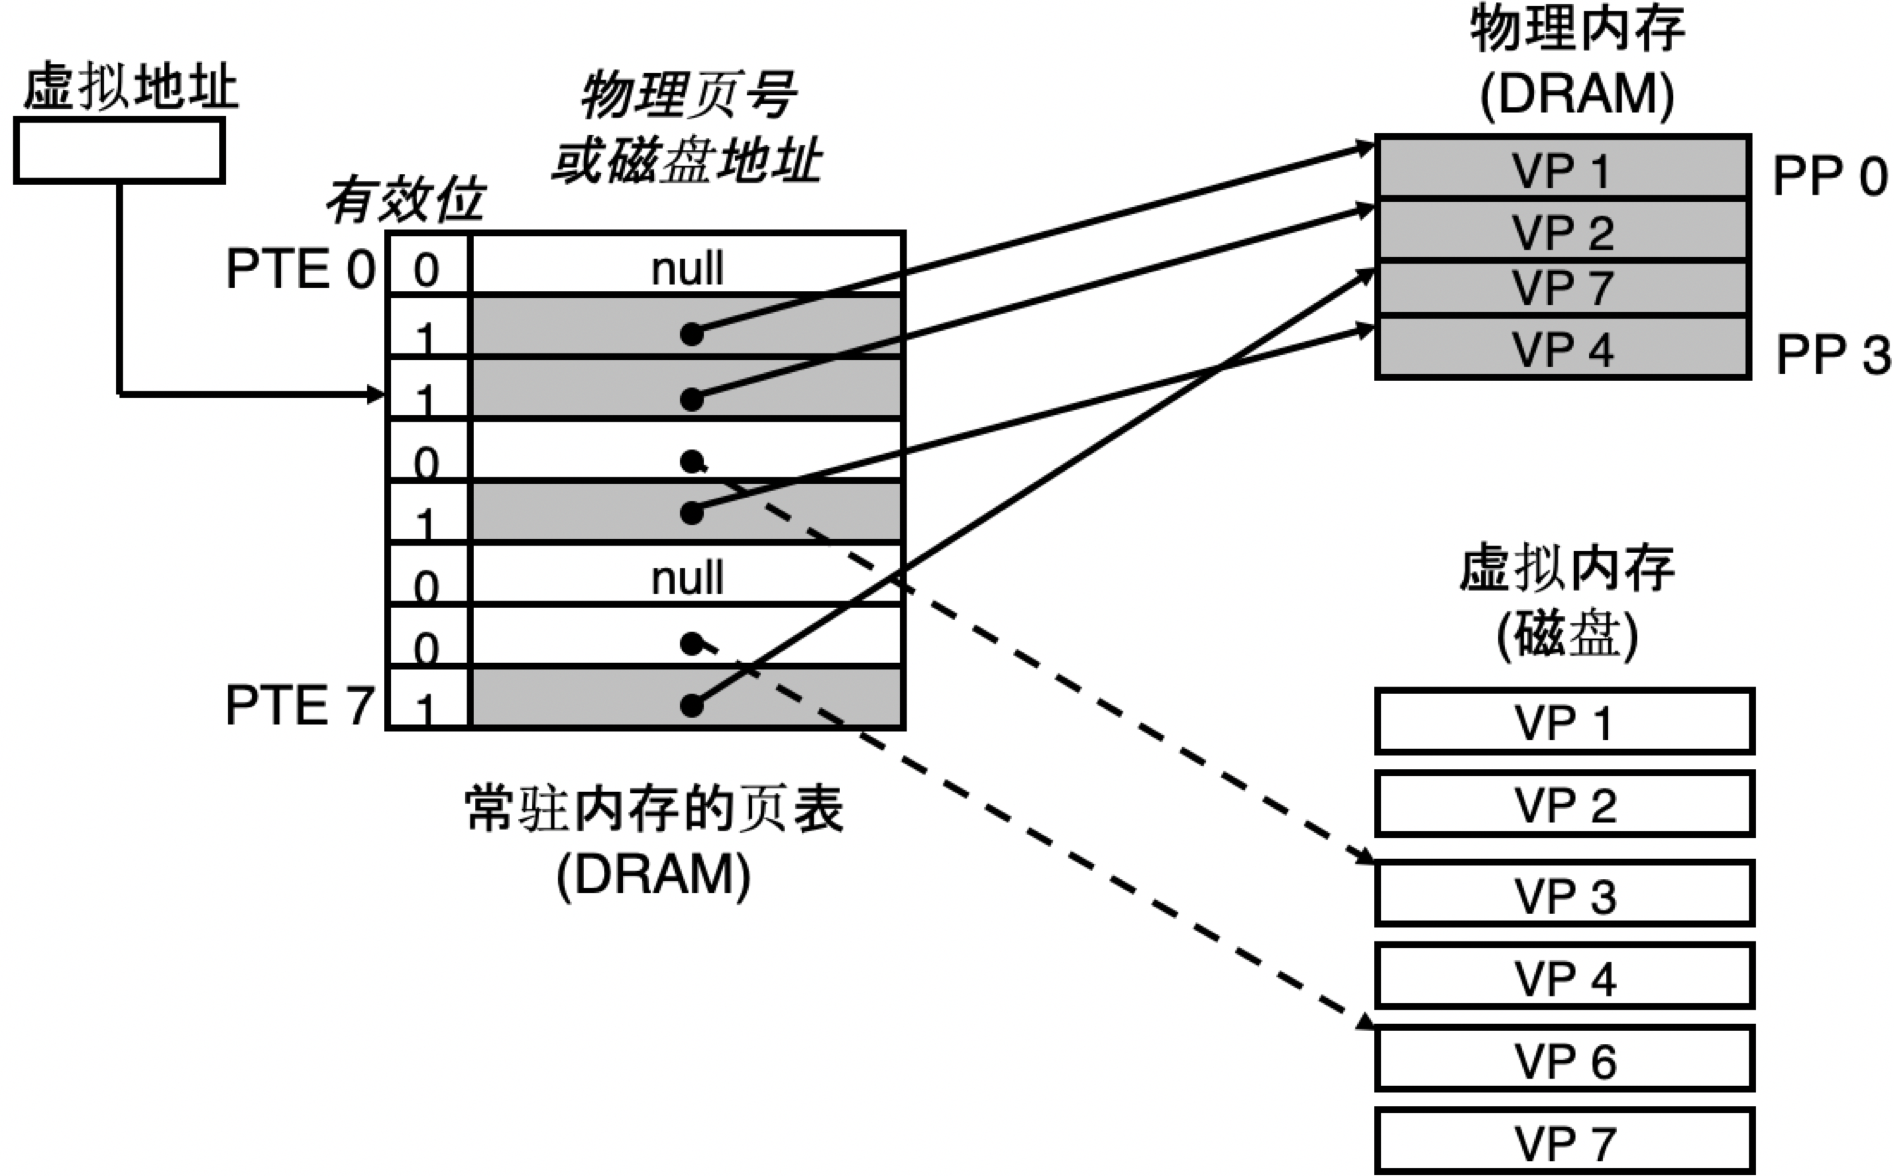 虚拟地址
物理页号
或磁盘地址
有效位
PTE 0
0
null
1
1
0
1
0
null
0
PTE 7
1
常驻内存的页表
(DRAM)
物理内存
(DRAM)
VP 1
PP 0
VP 2
VP 7
VP 4
PP 3
虚拟内存
(磁盘)
VP 1
VP 2
VP 3
VP 4
VP 6
VP 7